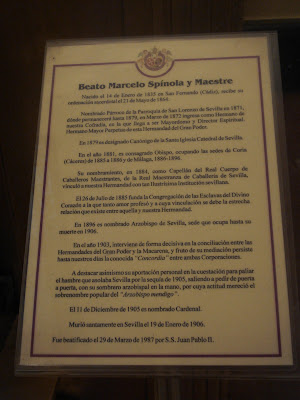 Beato Marcelo Spínola y Maestre
Nacido el 14 de Enero de 1835 en San Fernando (Cádiz), recibe su
ordenación sacerdotal el 21 de Mayo de 1864.
Nombrado Párroco de la Parroquia de San Lorenzo de Sevilla en 1871,
donde permanecerá hasta 1879, en Marzo de 1872 ingresa como Hermano de
nuestra Cofradía, en la que llegó a ser Mayordomo y Director Espiritual.
Hermano Mayor Perpetuo de esta Hermandad del Gran Poder.
En 1879 es designado Canónigo de la Santa Iglesia Catedral de Sevilla.
En el año 1881, es consagrado Obispo, ocupando las sedes de Coria
(Cáceres) de 1885 a 1886 y de Málaga, 1886-1896.
Su nombramiento, en 1884, como Capellán del Real Cuerpo de
Caballeros Maestrantes, de la Real Maestranza de Caballería de Sevilla,
vinculó a nuestra Hermandad con tan ilustrísima Institución sevillana.
El 26 de Julio de 1885 funda la Congregación de las Esclavas del Divino
Corazón a la que tanto amor profesó y a cuya vinculación se debe la estrecha
relación que existe entre aquella y nuestra Hermandad.
En 1896 es nombrado Arzobispo de Sevilla, sede que ocupa hasta su
muerte en 1906.
En el año 1903, interviene de forma decisiva en la conciliación entre las
Hermandades del Gran Poder y la Macarena, y fruto de su mediación persiste
hasta nuestros días la conocida "Concordia" entre ambas Corporaciones.
A destacar asimismo su aportación personal en la cuestación para paliar
el hambre que asolaba Sevilla por la sequía de 1905, saliendo a pedir de puerta
a puerta, con su sombrero arzobispal en la mano, por cuya actitud mereció el
sobrenombre popular del "Arzobispo mendigo".
El 11 de Diciembre de 1905 es nombrado Cardenal.
Murió santamente en Sevilla el 19 de Enero de 1906.
Fue beatificado el 29 de Marzo de 1987 por S.S. Juan Pablo II.